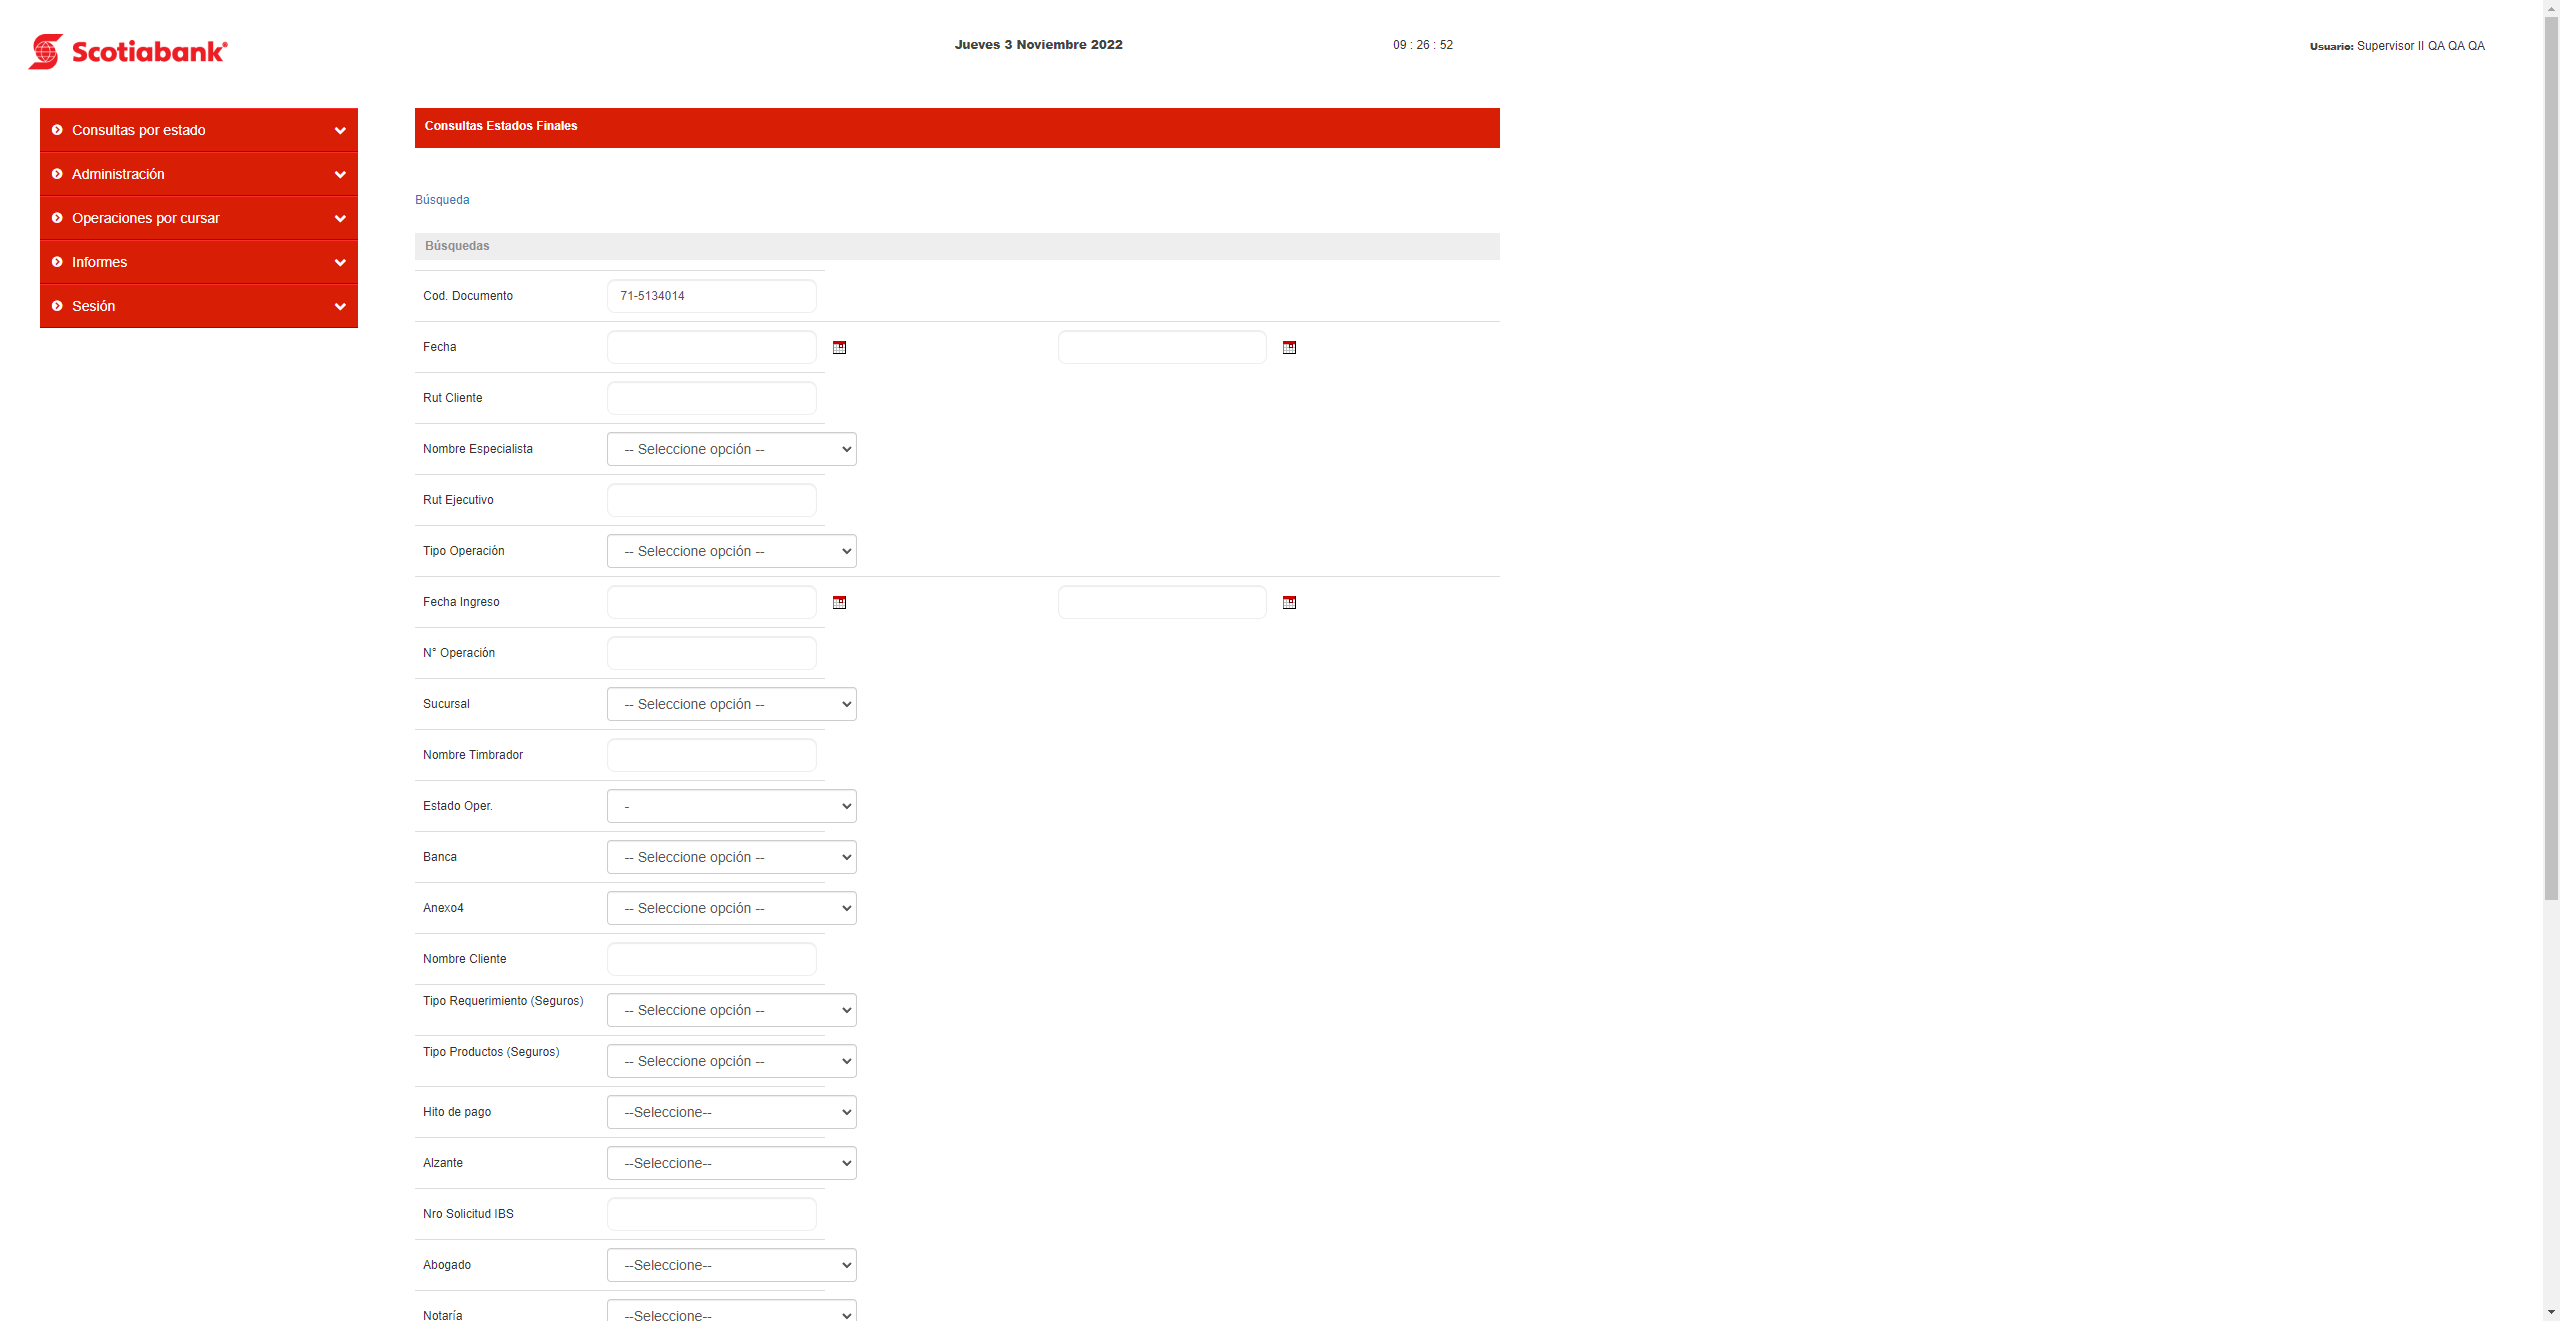 Scotiabank®
Jueves 3 Noviembre 2022
09 : 26 : 52
Usuario: Supervisor II QA QA QA
Consultas por estado
Administración
Operaciones por cursar
Informes
Sesión
Consultas Estados Finales
Búsqueda
Búsquedas
Cod. Documento 71-5134014
Fecha
Rut Cliente
Nombre Especialista -- Seleccione opción --
Rut Ejecutivo
Tipo Operación -- Seleccione opción --
Fecha Ingreso
N° Operación
Sucursal -- Seleccione opción --
Nombre Timbrador
Estado Oper. -
Banca -- Seleccione opción --
Anexo4 -- Seleccione opción --
Nombre Cliente
Tipo Requerimiento (Seguros) -- Seleccione opción --
Tipo Productos (Seguros) -- Seleccione opción --
Hito de pago --Seleccione--
Alzante --Seleccione--
Nro Solicitud IBS
Abogado --Seleccione--
Notaría --Seleccione--